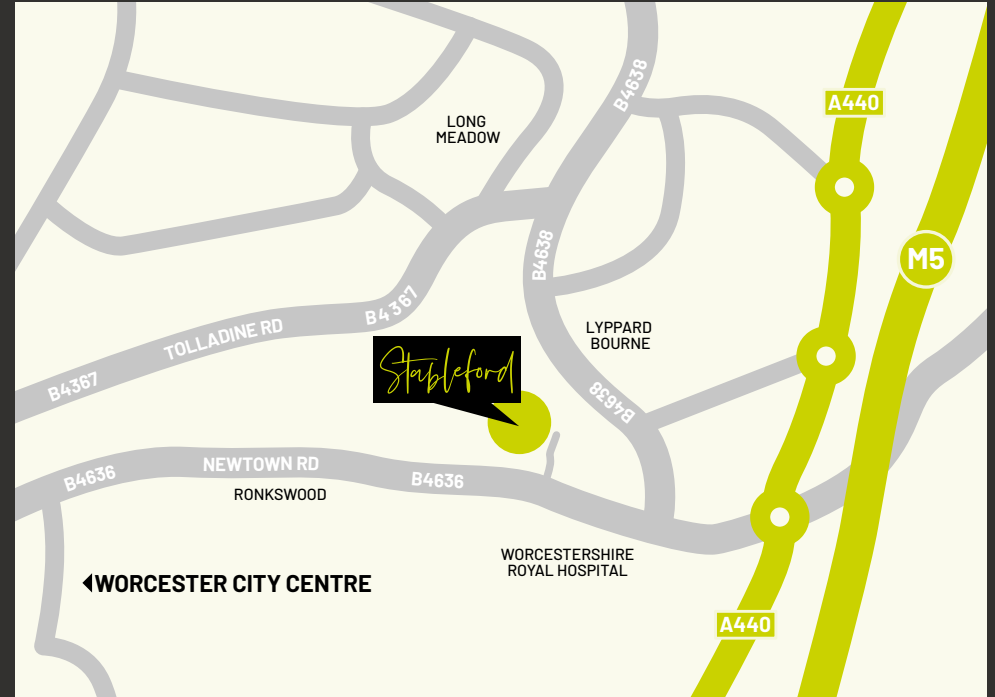 B4638
A440
LONG
MEADOW
B4638
M5
B4367
TOLLADINE RD
LYPPARD
BOURNE
Stableford
B4367
B4638
NEWTOWN RD
B4636
B4636
RONKSWOOD
WORCESTERSHIRE
ROYAL HOSPITAL
WORCESTER CITY CENTRE
A440